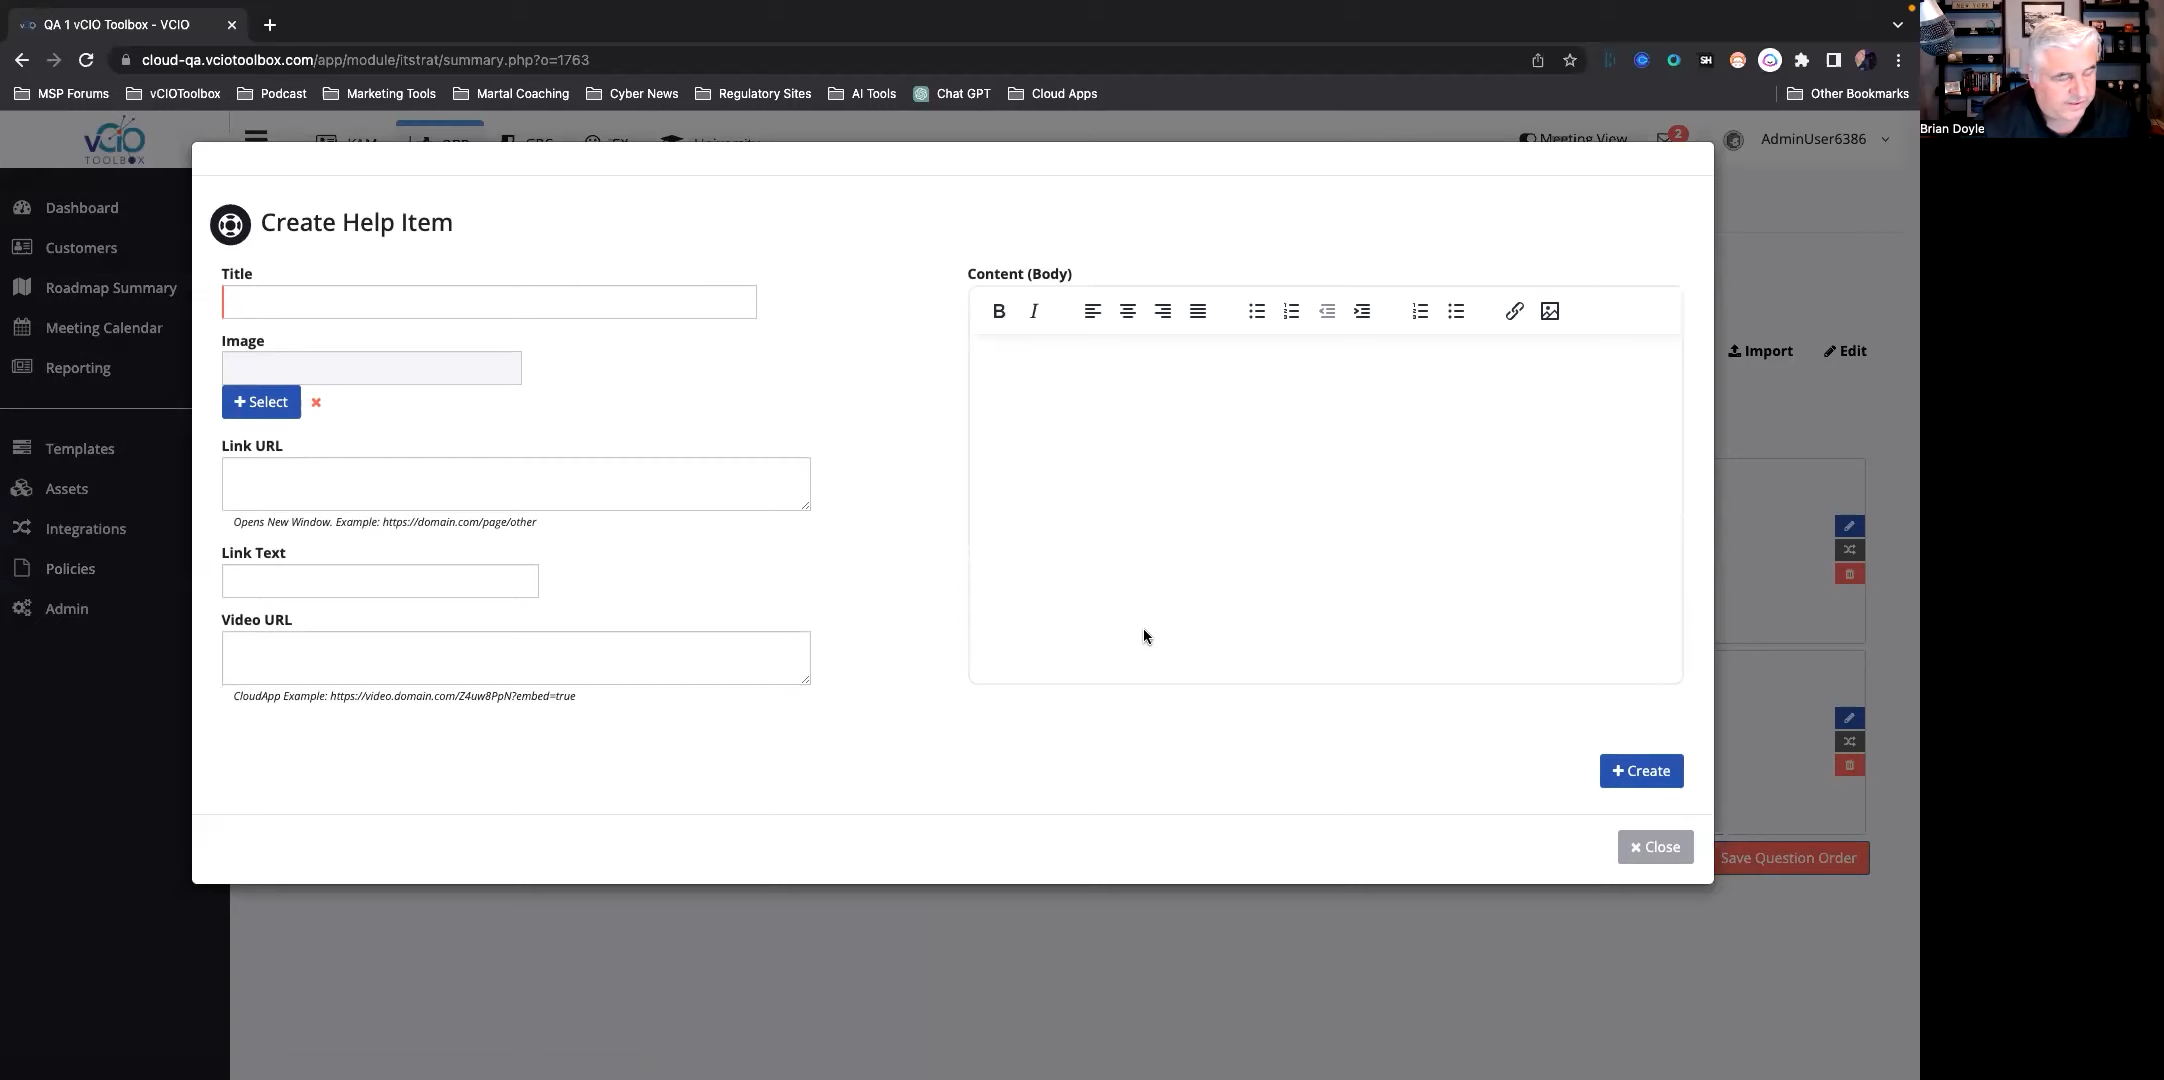 QA 1 vCIO Toolbox - VCIO
cloud-qa.vciotoolbox.com/app/module/itstrat/summary.php?o=1763
SH
MSP Forums
vCIOToolbox
Podcast
Marketing Tools
Martal Coaching
Cyber News
Regulatory Sites
AI Tools
Chat GPT
Cloud Apps
Other Bookmarks
NEW YORK
Brian Doyle
vCIO
TOOLBOX
University
Meeting View
2
AdminUser6386
Dashboard
Customers
Roadmap Summary
Meeting Calendar
Reporting
Templates
Assets
Integrations
Policies
Admin
Create Help Item
Title
Image
Select
Link URL
Opens New Window. Example: https://domain.com/page/other
Link Text
Video URL
CloudApp Example: https://video.domain.com/Z4uw8PpN?embed=true
Content (Body)
B I
Create
Close
Import
Edit
Save Question Order